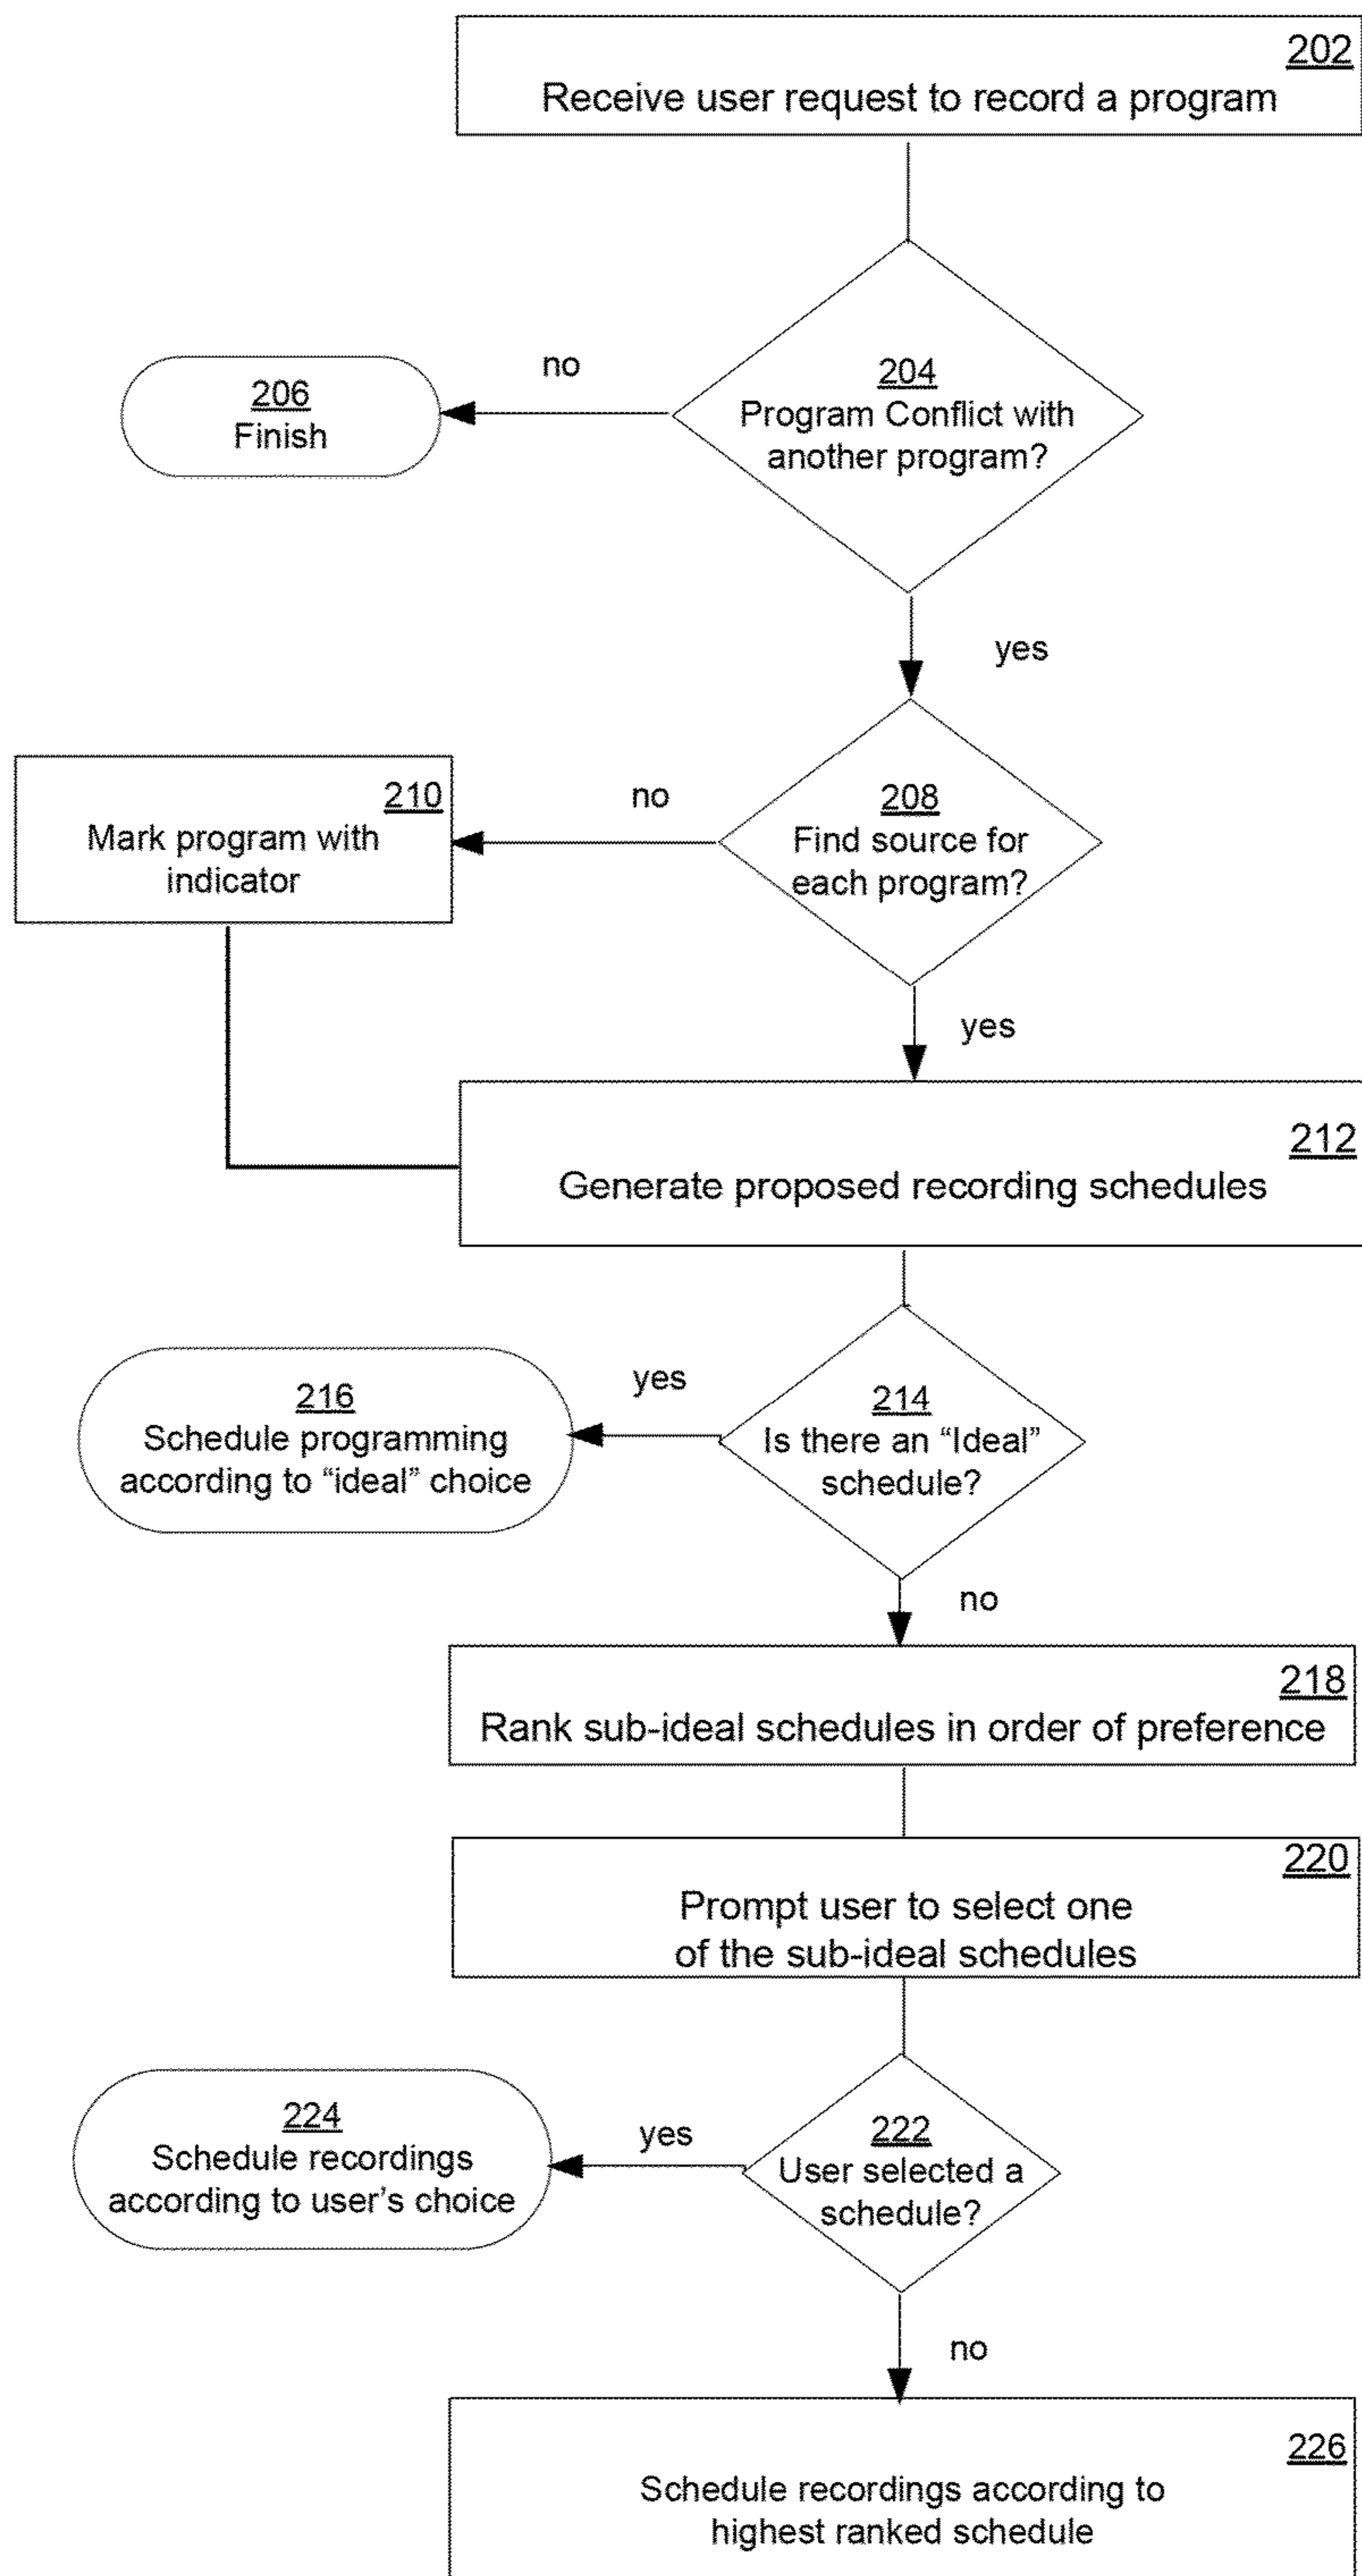 202
Receive user request to record a program
204
Program Conflict with
another program?
no
206
Finish
yes
208
Find source for
each program?
no
210
Mark program with
indicator
yes
212
Generate proposed recording schedules
214
Is there an “Ideal”
schedule?
yes
216
Schedule programming
according to “ideal” choice
no
218
Rank sub-ideal schedules in order of preference
220
Prompt user to select one
of the sub-ideal schedules
222
User selected a
schedule?
yes
224
Schedule recordings
according to user’s choice
no
226
Schedule recordings according to
highest ranked schedule